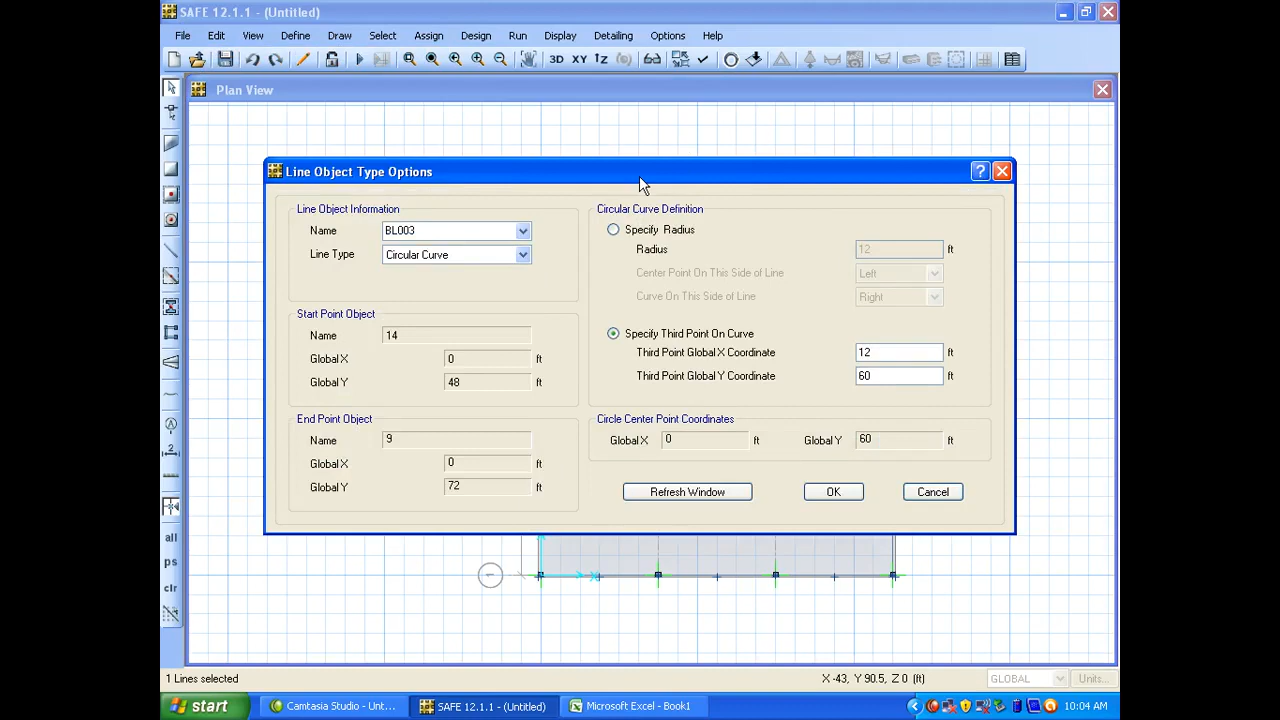 SAFE 12.1.1 - (Untitled)
File Edit View Define Draw Select Assign Design Run Display Detailing Options Help
3D XY
Plan View
Line Object Type Options
Line Object Information
Name BL003
Line Type Circular Curve
Start Point Object
Name 14
Global X 0 ft
Global Y 48 ft
End Point Object
Name 9
Global X 0 ft
Global Y 72 ft
Circular Curve Definition
Specify Radius
Radius 12 ft
Center Point On This Side of Line Left
Curve On This Side of Line Right
Specify Third Point On Curve
Third Point Global X Coordinate 12 ft
Third Point Global Y Coordinate 60 ft
Circle Center Point Coordinates
Global X 0 ft Global Y 60 ft
Refresh Window OK Cancel
all
ps
clr
1 Lines selected X -43, Y 90.5, Z 0 (ft) GLOBAL Units...
start Camtasia Studio - Unt... SAFE 12.1.1 - (Untitled) Microsoft Excel - Book1 10:04 AM